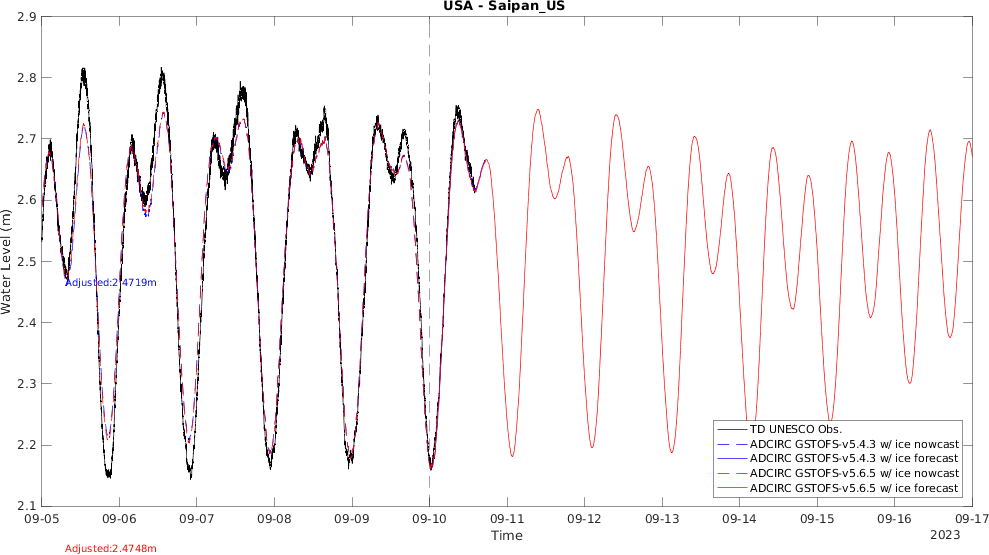 USA - Saipan_US
2.9
2.8
2.7
2.6
2.5
2.4
2.3
2.2
2.1
Water Level (m)
Adjusted:2.4719m
TD UNESCO Obs.
ADCIRC GSTOFS-v5.4.3 w/ ice nowcast
ADCIRC GSTOFS-v5.4.3 w/ ice forecast
ADCIRC GSTOFS-v5.6.5 w/ ice nowcast
ADCIRC GSTOFS-v5.6.5 w/ ice forecast
09-05 09-06 09-07 09-08 09-09 09-10 09-11 09-12 09-13 09-14 09-15 09-16 09-17
Time
2023
Adjusted:2.4748m